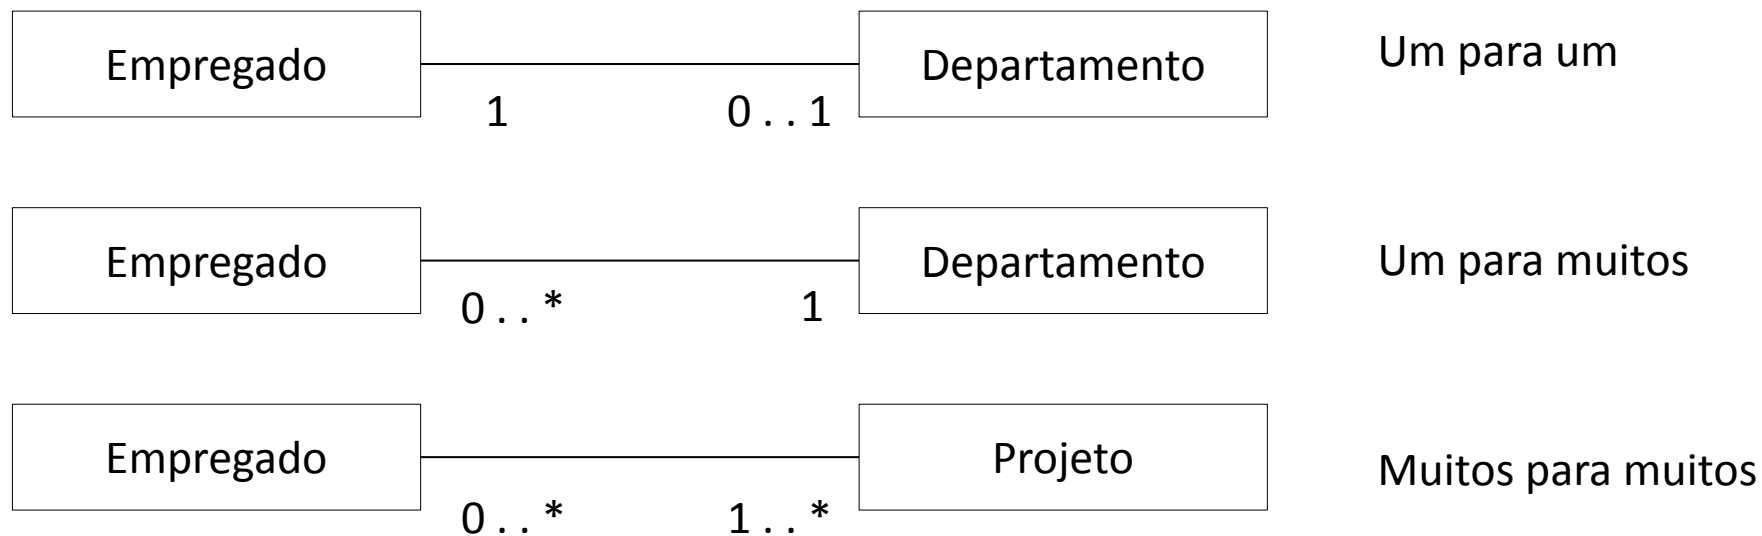 Empregado Departamento Um para um
1 0 . . 1
Empregado Departamento Um para muitos
0 . . * 1
Empregado Projeto Muitos para muitos
0 . . * 1 . . *